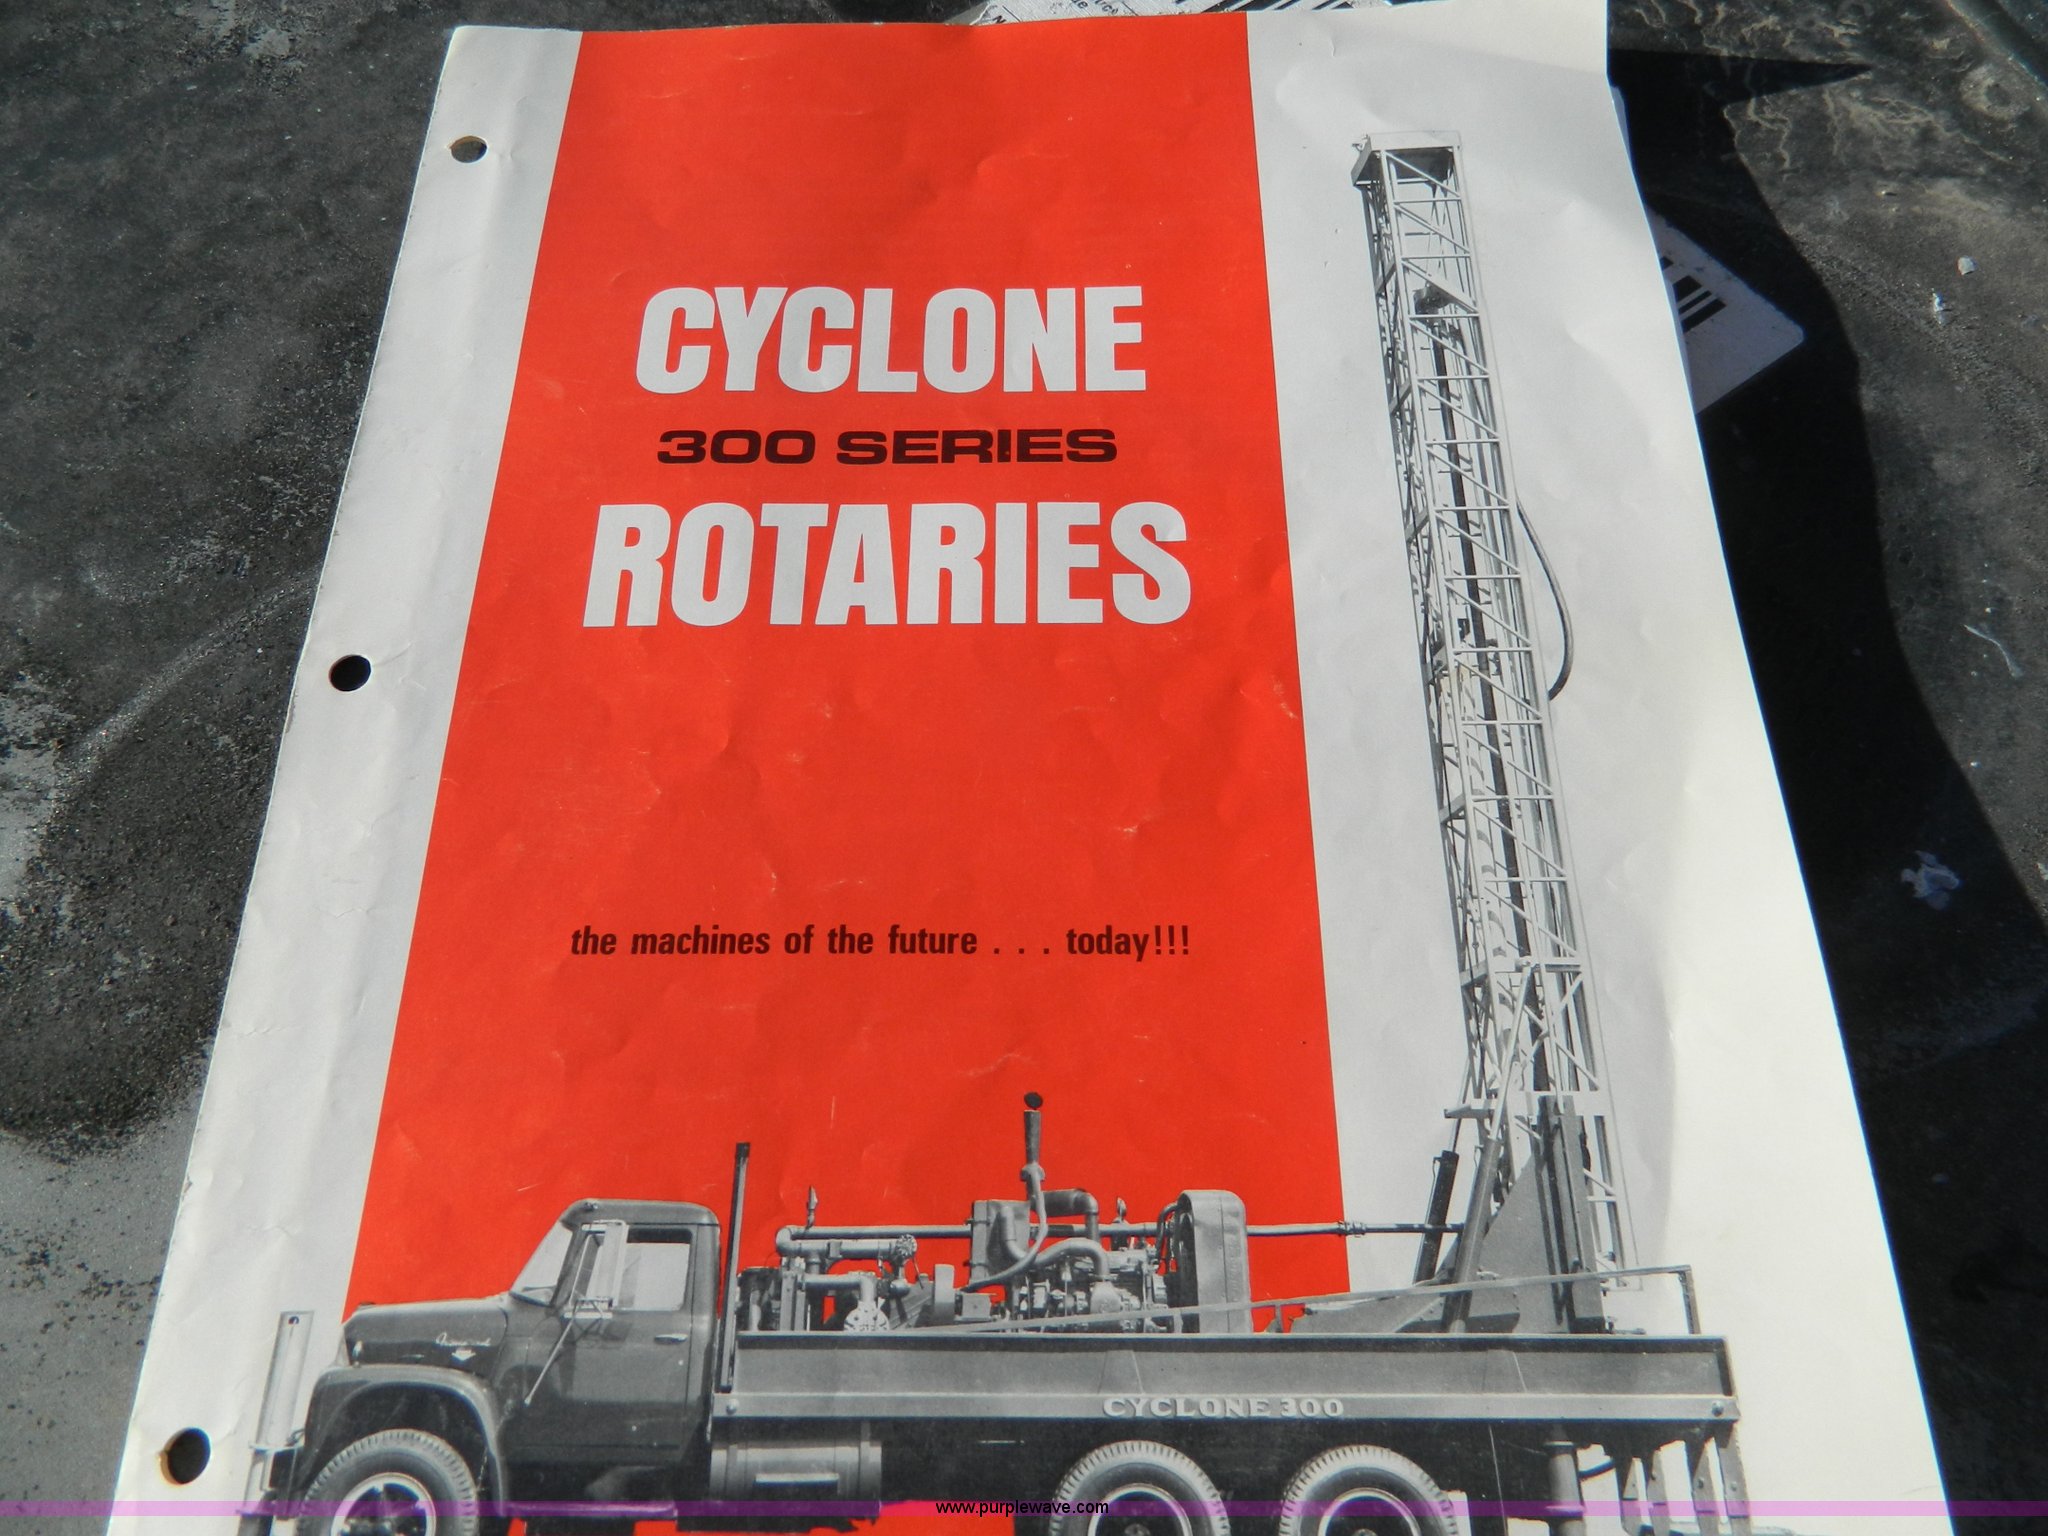 CYCLONE
300 SERIES
ROTARIES
the machines of the future . . . today!!!
CYCLONE 300
www.purplewave.com